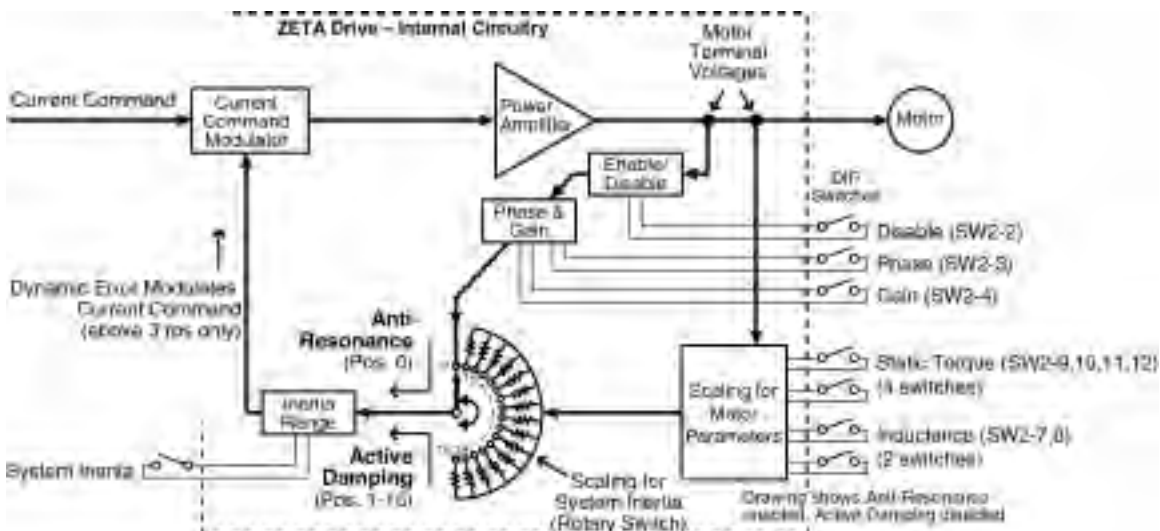 ZETA Drive – Internal Circuitry
Motor
Terminal
Voltages
Current Command
Current
Command
Modulator
Power
Amplifier
Motor
Enable/
Disable
DIP
Switches
Phase &
Gain
Disable (SW2-2)
Phase (SW2-3)
Gain (SW2-4)
Dynamic Error Modulates
Current Command
(above 3 rps only)
Anti-
Resonance
(Pos. 0)
Static Torque (SW2-9,10,11,12)
(4 switches)
Scaling for
Motor
Parameters
Inertia
Range
Inductance (SW2-7,8)
(2 switches)
System Inertia
Active
Damping
(Pos. 1-15)
Scaling for
System Inertia
(Rotary Switch)
Drawing shows Anti-Resonance
enabled, Active Damping disabled